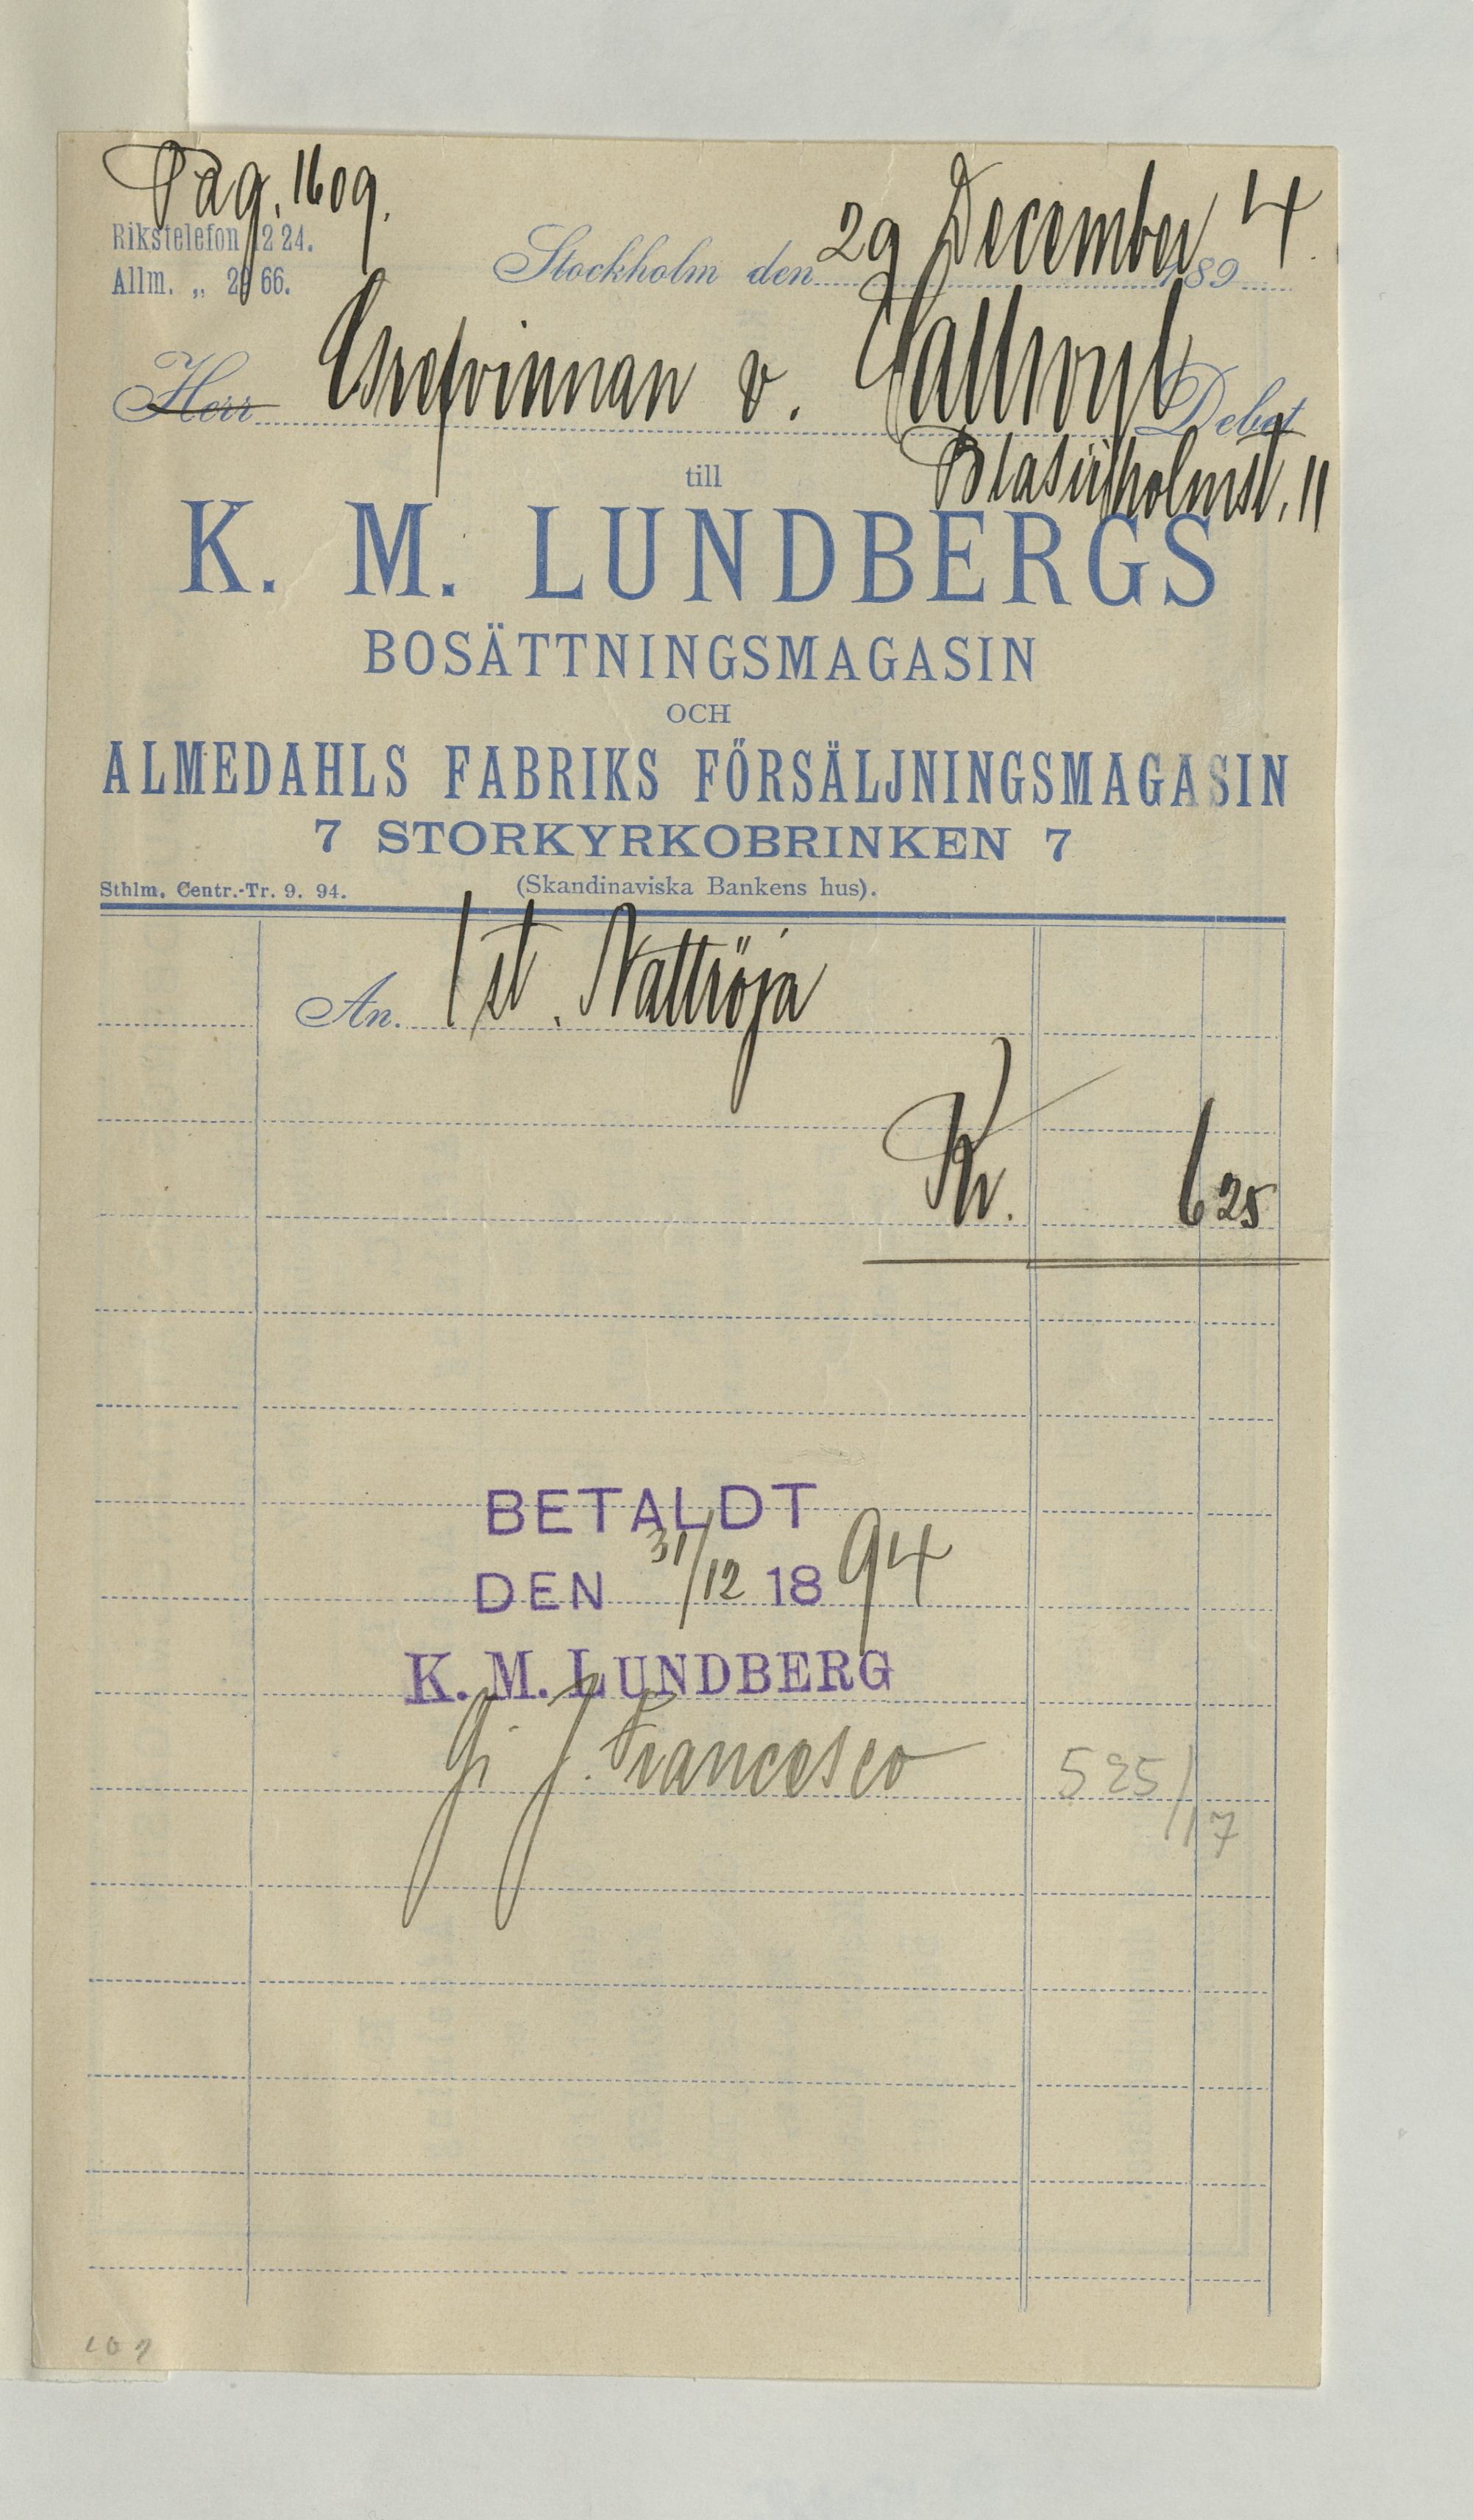 Pag. 1609.
Rikstelefon 12 24.
Allm. „ 29 66.
Stockholm den 29 December 1894
Herr Grefvinnan v. Hallwyl Debet
Blasiiholmst. 11
till
K. M. LUNDBERGS
BOSÄTTNINGSMAGASIN
OCH
ALMEDAHLS FABRIKS FÖRSÄLJNINGSMAGASIN
7 STORKYRKOBRINKEN 7
(Skandinaviska Bankens hus).
Sthlm, Centr.-Tr. 9. 94.
An. 1 st. Nattröja
Kr. 6 25
BETALDT
DEN 31/12 1894
K. M. LUNDBERG
J. Francesco
525/17